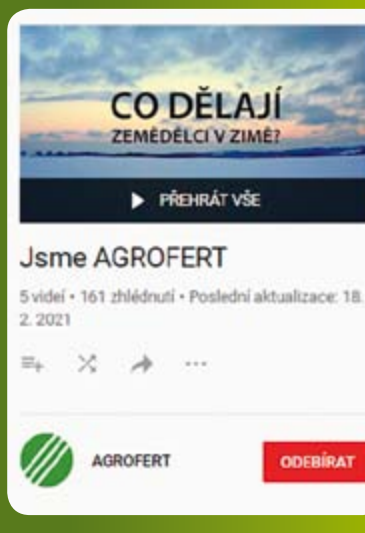 CO DĚLAJÍ
ZEMĚDĚLCI V ZIMĚ?
PŘEHRÁT VŠE
Jsme AGROFERT
5 videí • 161 zhlédnutí • Poslední aktualizace: 18.
2. 2021
AGROFERT
ODEBÍRAT